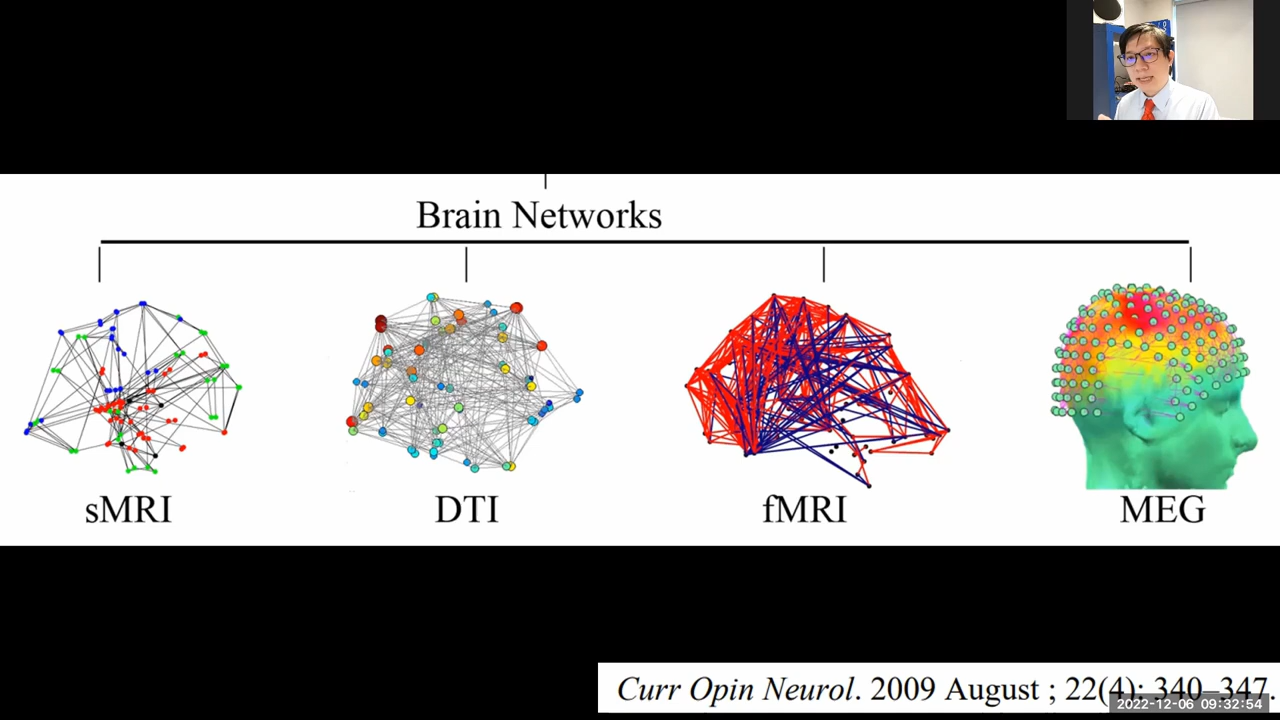 Brain Networks
sMRI
DTI
fMRI
MEG
Curr Opin Neurol. 2009 August ; 22(4): 340–347.
2022-12-06 09:32:54